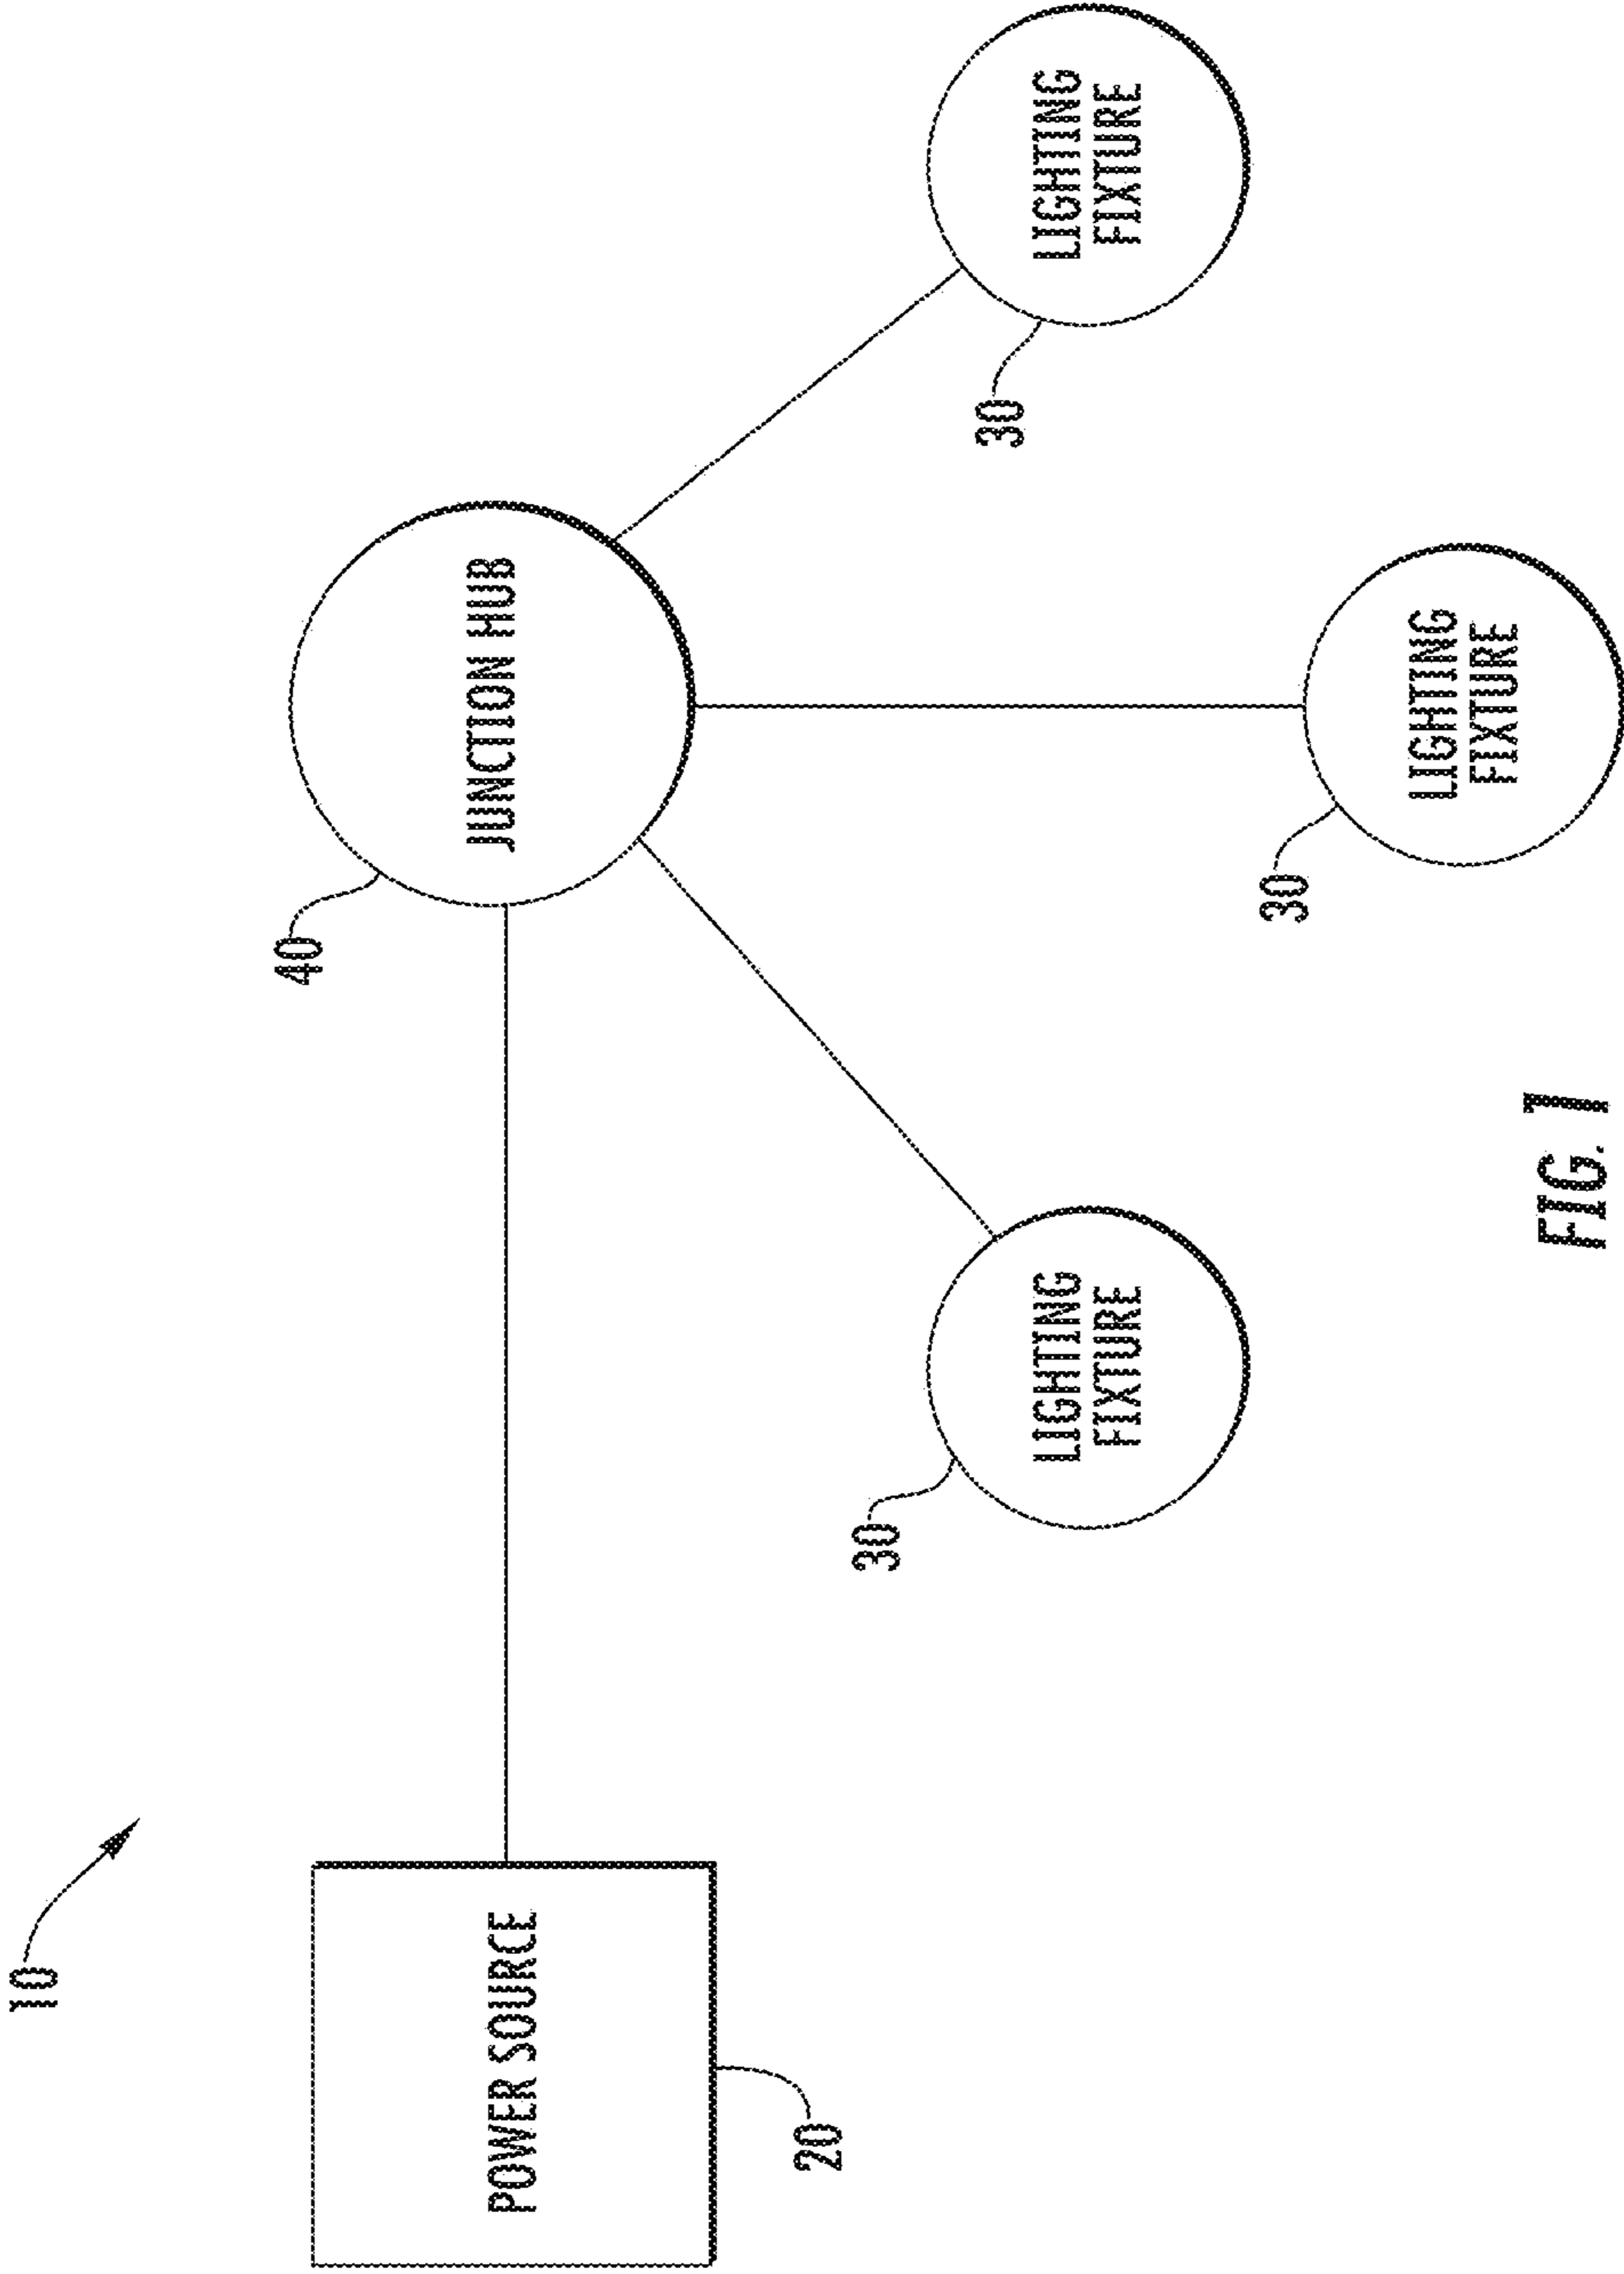 10
POWER SOURCE
20
40
JUNCTION HUB
30
LIGHTING
FIXTURE
30
LIGHTING
FIXTURE
30
LIGHTING
FIXTURE
FIG. 1